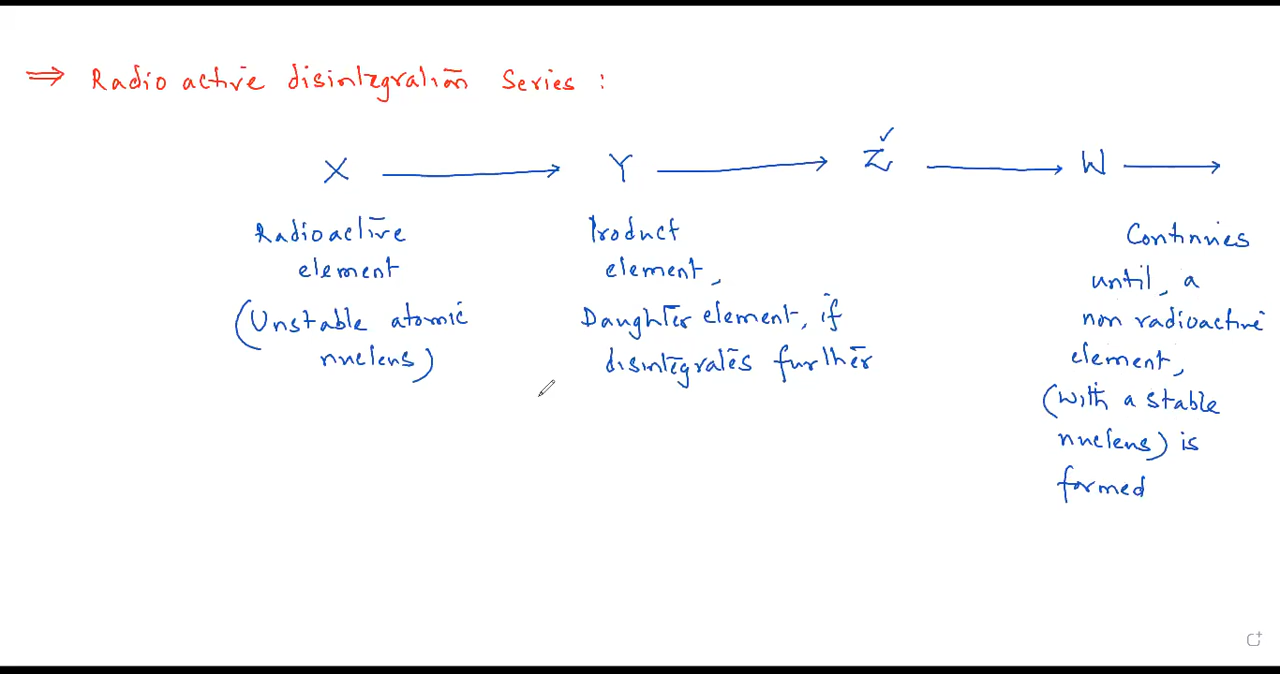 ⇒ Radio active disintegration Series :
X → Y → Z ✓ → W →
Radioactive
element
(Unstable atomic
nucleus)
Product
element,
Daughter element, if
disintegrates further
Continues
until, a
non radioactive
element,
(with a stable
nucleus) is
formed